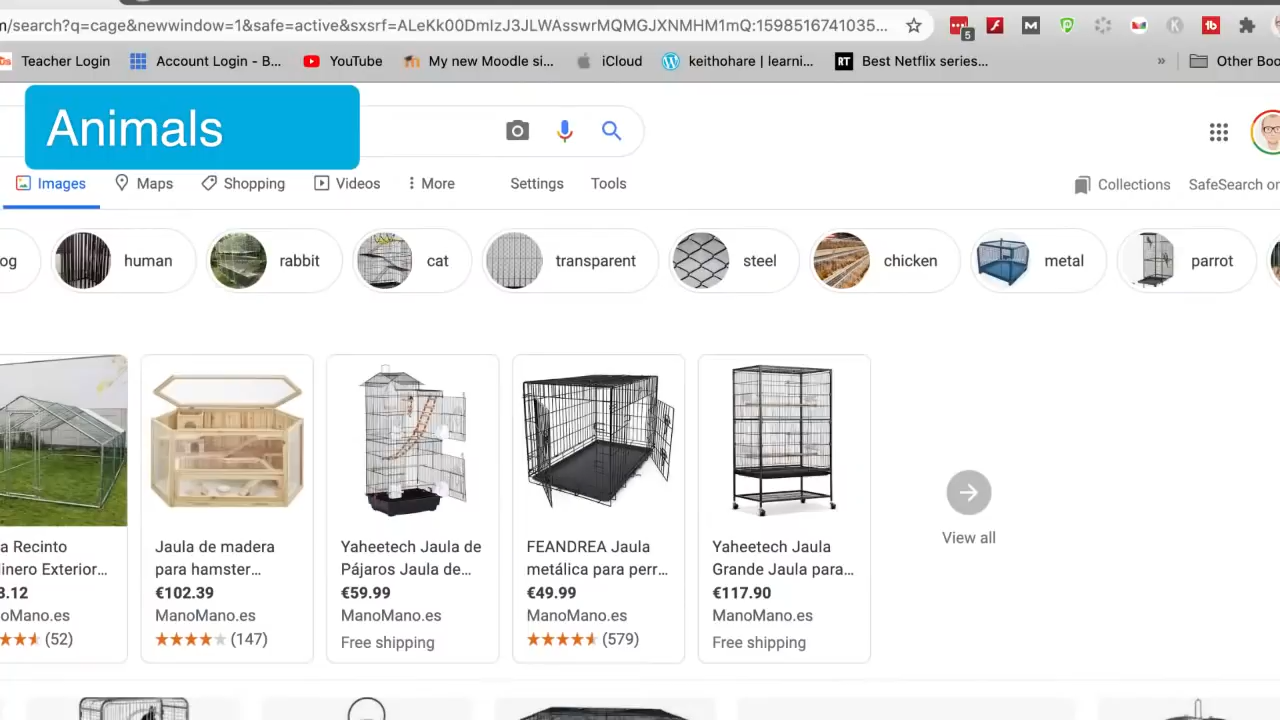 m/search?q=cage&newwindow=1&safe=active&sxsrf=ALeKk00DmIzJ3JLWAsswrMQMGJXNMHM1mQ:1598516741035...
5
Teacher Login
Account Login - B...
YouTube
My new Moodle si...
iCloud
keithohare | learni...
RT
Best Netflix series...
»
Other Boo
Animals
Images
Maps
Shopping
Videos
More
Settings
Tools
Collections
SafeSearch on
og
human
rabbit
cat
transparent
steel
chicken
metal
parrot
a Recinto
linero Exterior...
3.12
oMano.es
(52)
Jaula de madera
para hamster...
€102.39
ManoMano.es
(147)
Yaheetech Jaula de
Pájaros Jaula de...
€59.99
ManoMano.es
Free shipping
FEANDREA Jaula
metálica para perr...
€49.99
ManoMano.es
(579)
Yaheetech Jaula
Grande Jaula para...
€117.90
ManoMano.es
Free shipping
View all